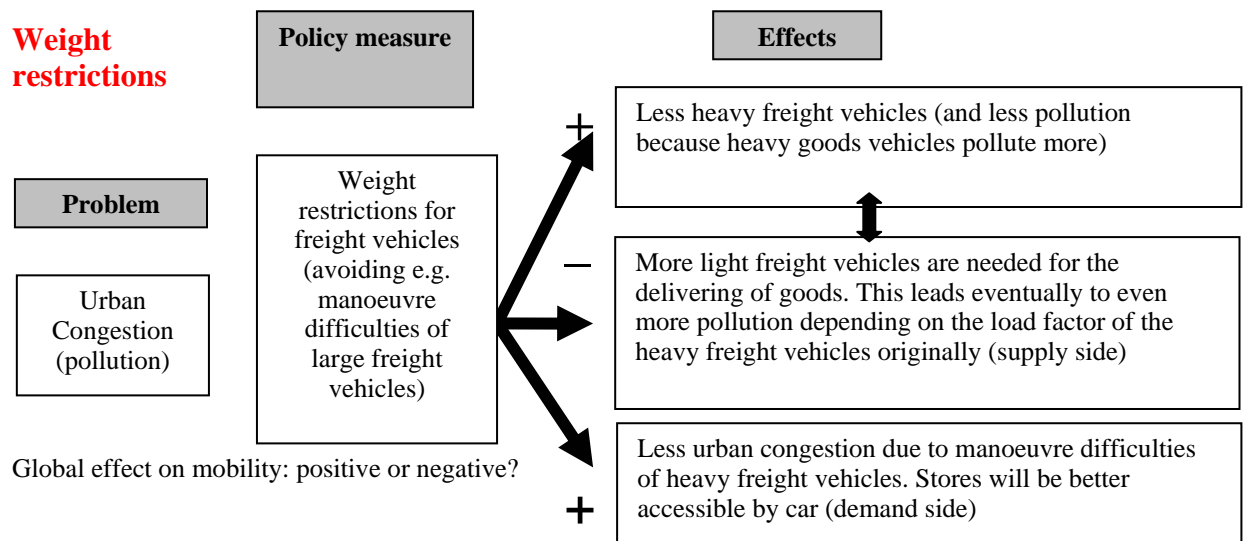 Weight
restrictions
Policy measure
Effects
Problem
Urban
Congestion
(pollution)
Weight
restrictions for
freight vehicles
(avoiding e.g.
manoeuvre
difficulties of
large freight
vehicles)
+
Less heavy freight vehicles (and less pollution
because heavy goods vehicles pollute more)
–
More light freight vehicles are needed for the
delivering of goods. This leads eventually to even
more pollution depending on the load factor of the
heavy freight vehicles originally (supply side)
+
Less urban congestion due to manoeuvre difficulties
of heavy freight vehicles. Stores will be better
accessible by car (demand side)
Global effect on mobility: positive or negative?